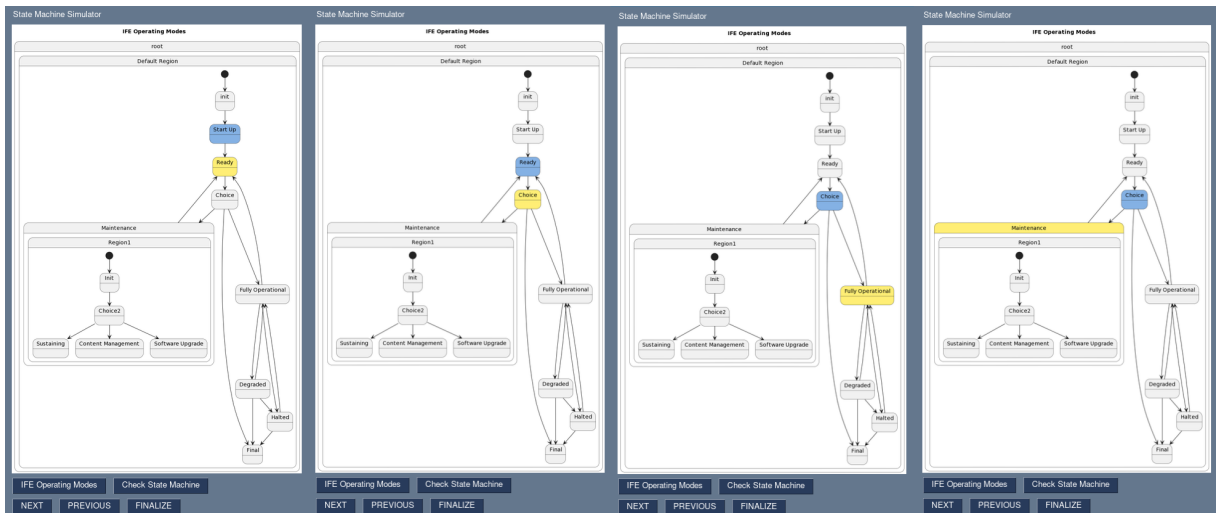 State Machine Simulator
IFE Operating Modes
root
Default Region
init
Start Up
Ready
Choice
Maintenance
Region1
Init
Fully Operational
Choice2
Sustaining Content Management Software Upgrade
Degraded
Halted
Final
IFE Operating Modes Check State Machine
NEXT PREVIOUS FINALIZE
State Machine Simulator
IFE Operating Modes
root
Default Region
init
Start Up
Ready
Choice
Maintenance
Region1
Init
Fully Operational
Choice2
Sustaining Content Management Software Upgrade
Degraded
Halted
Final
IFE Operating Modes Check State Machine
NEXT PREVIOUS FINALIZE
State Machine Simulator
IFE Operating Modes
root
Default Region
init
Start Up
Ready
Choice
Maintenance
Region1
Init
Fully Operational
Choice2
Sustaining Content Management Software Upgrade
Degraded
Halted
Final
IFE Operating Modes Check State Machine
NEXT PREVIOUS FINALIZE
State Machine Simulator
IFE Operating Modes
root
Default Region
init
Start Up
Ready
Choice
Maintenance
Region1
Init
Fully Operational
Choice2
Sustaining Content Management Software Upgrade
Degraded
Halted
Final
IFE Operating Modes Check State Machine
NEXT PREVIOUS FINALIZE